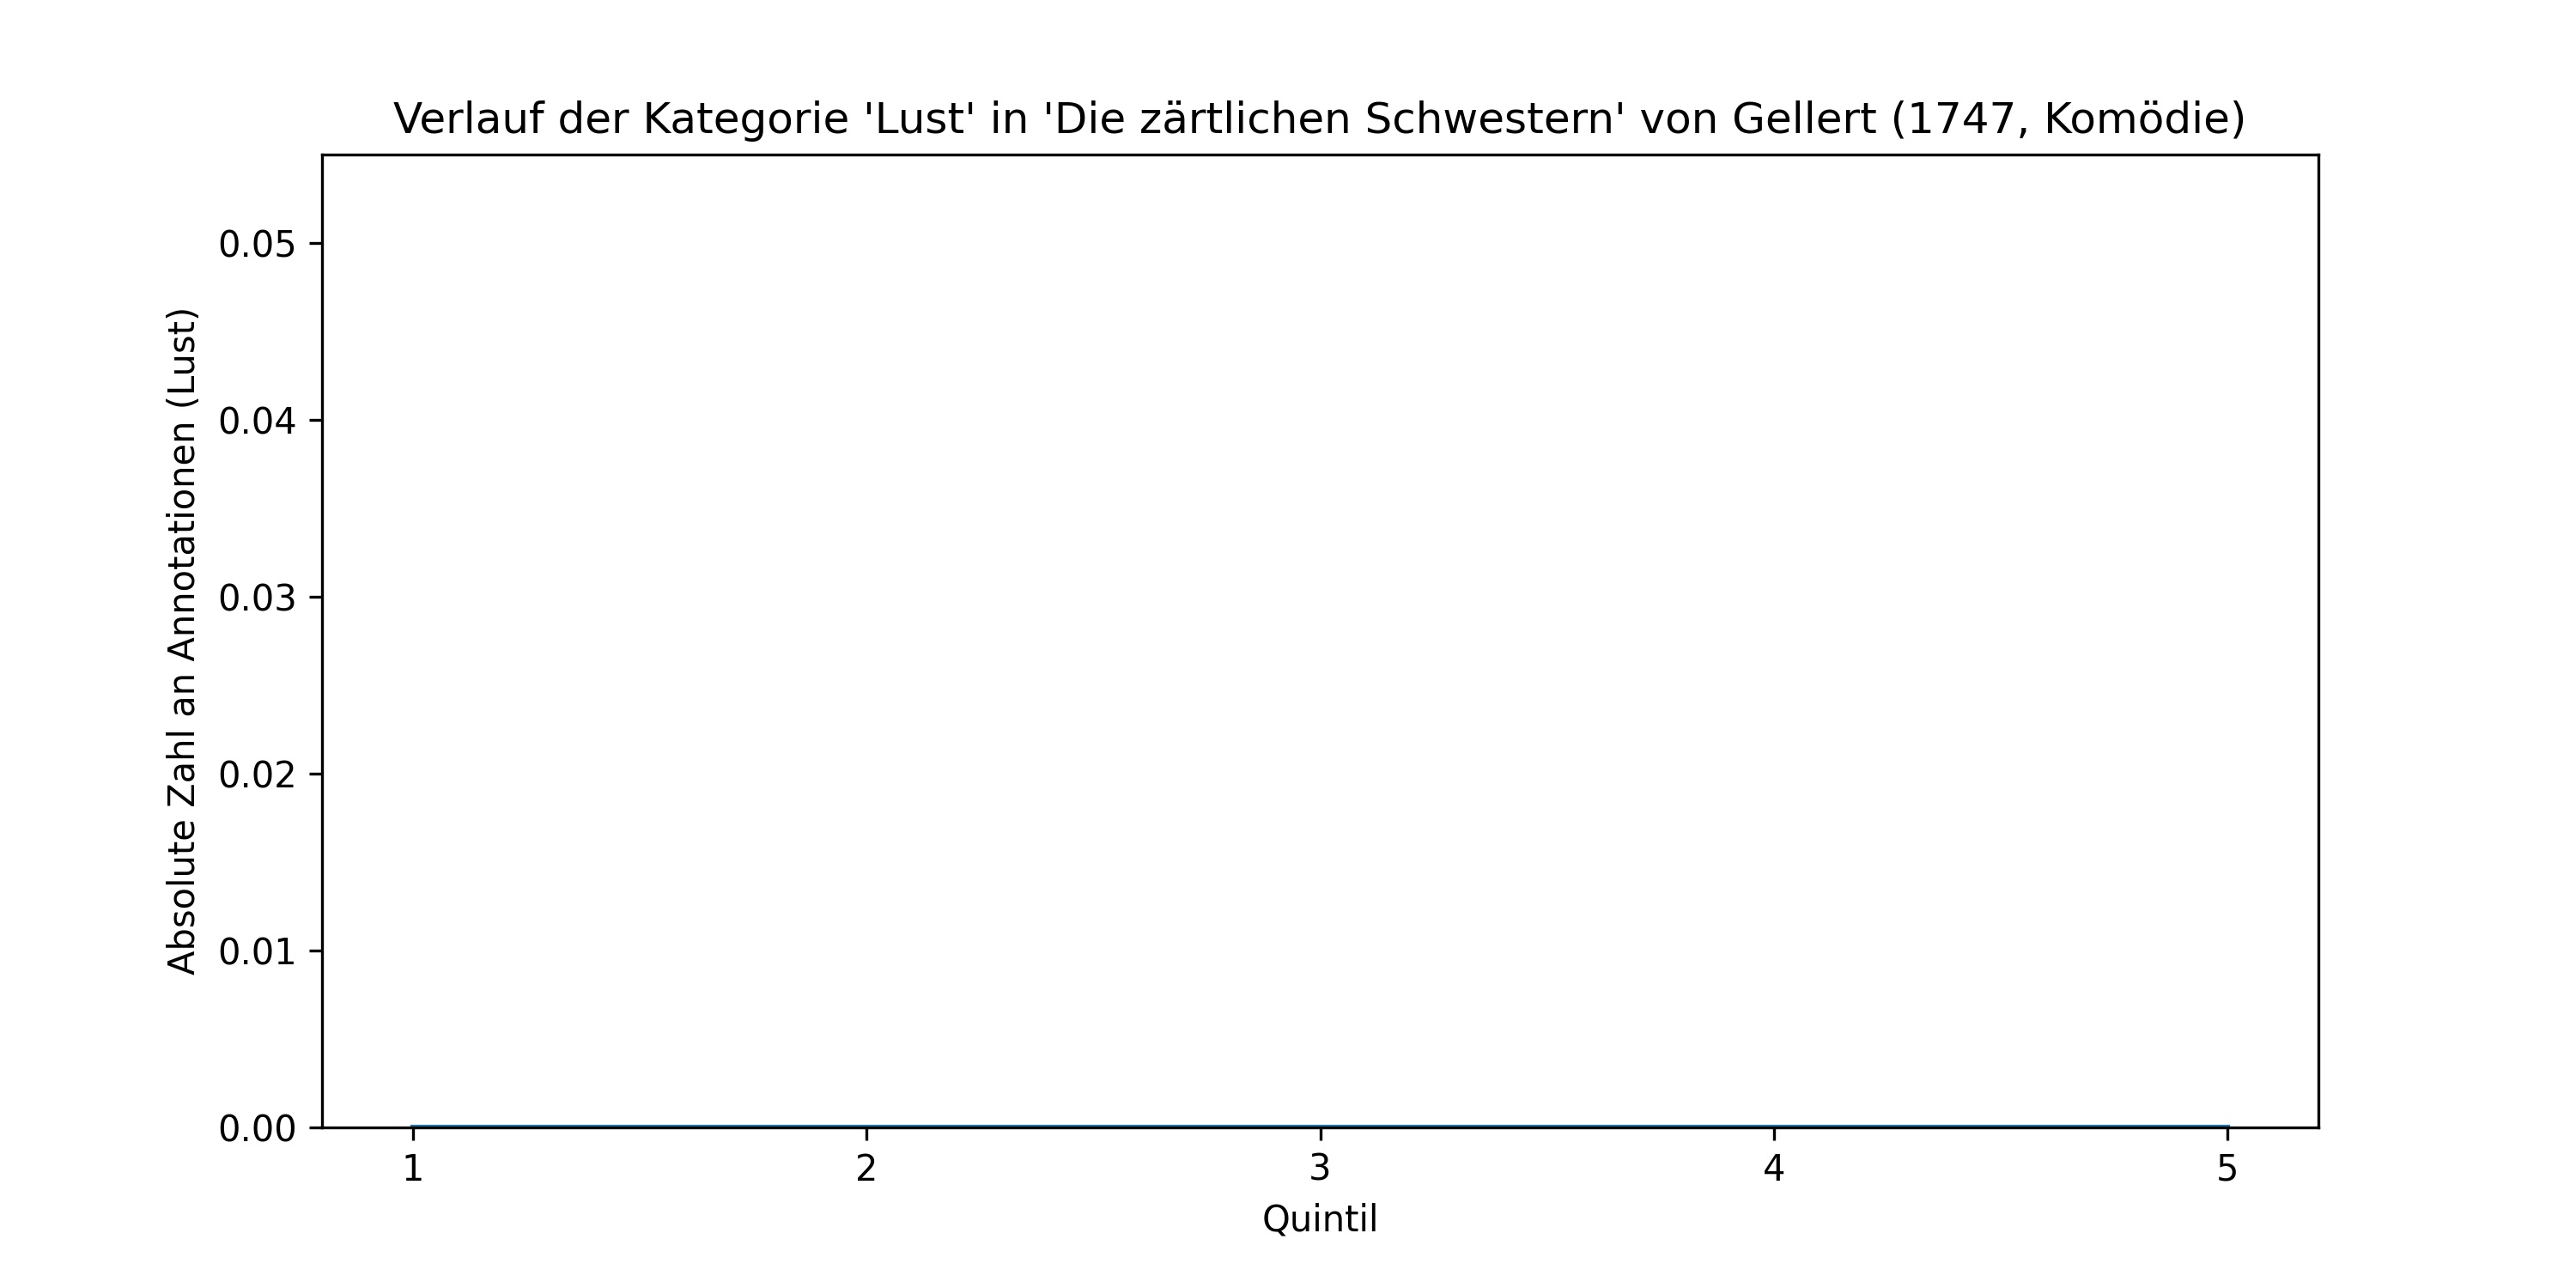 Verlauf der Kategorie 'Lust' in 'Die zärtlichen Schwestern' von Gellert (1747, Komödie)
Absolute Zahl an Annotationen (Lust)
0.05
0.04
0.03
0.02
0.01
0.00
1 2 3 4 5
Quintil